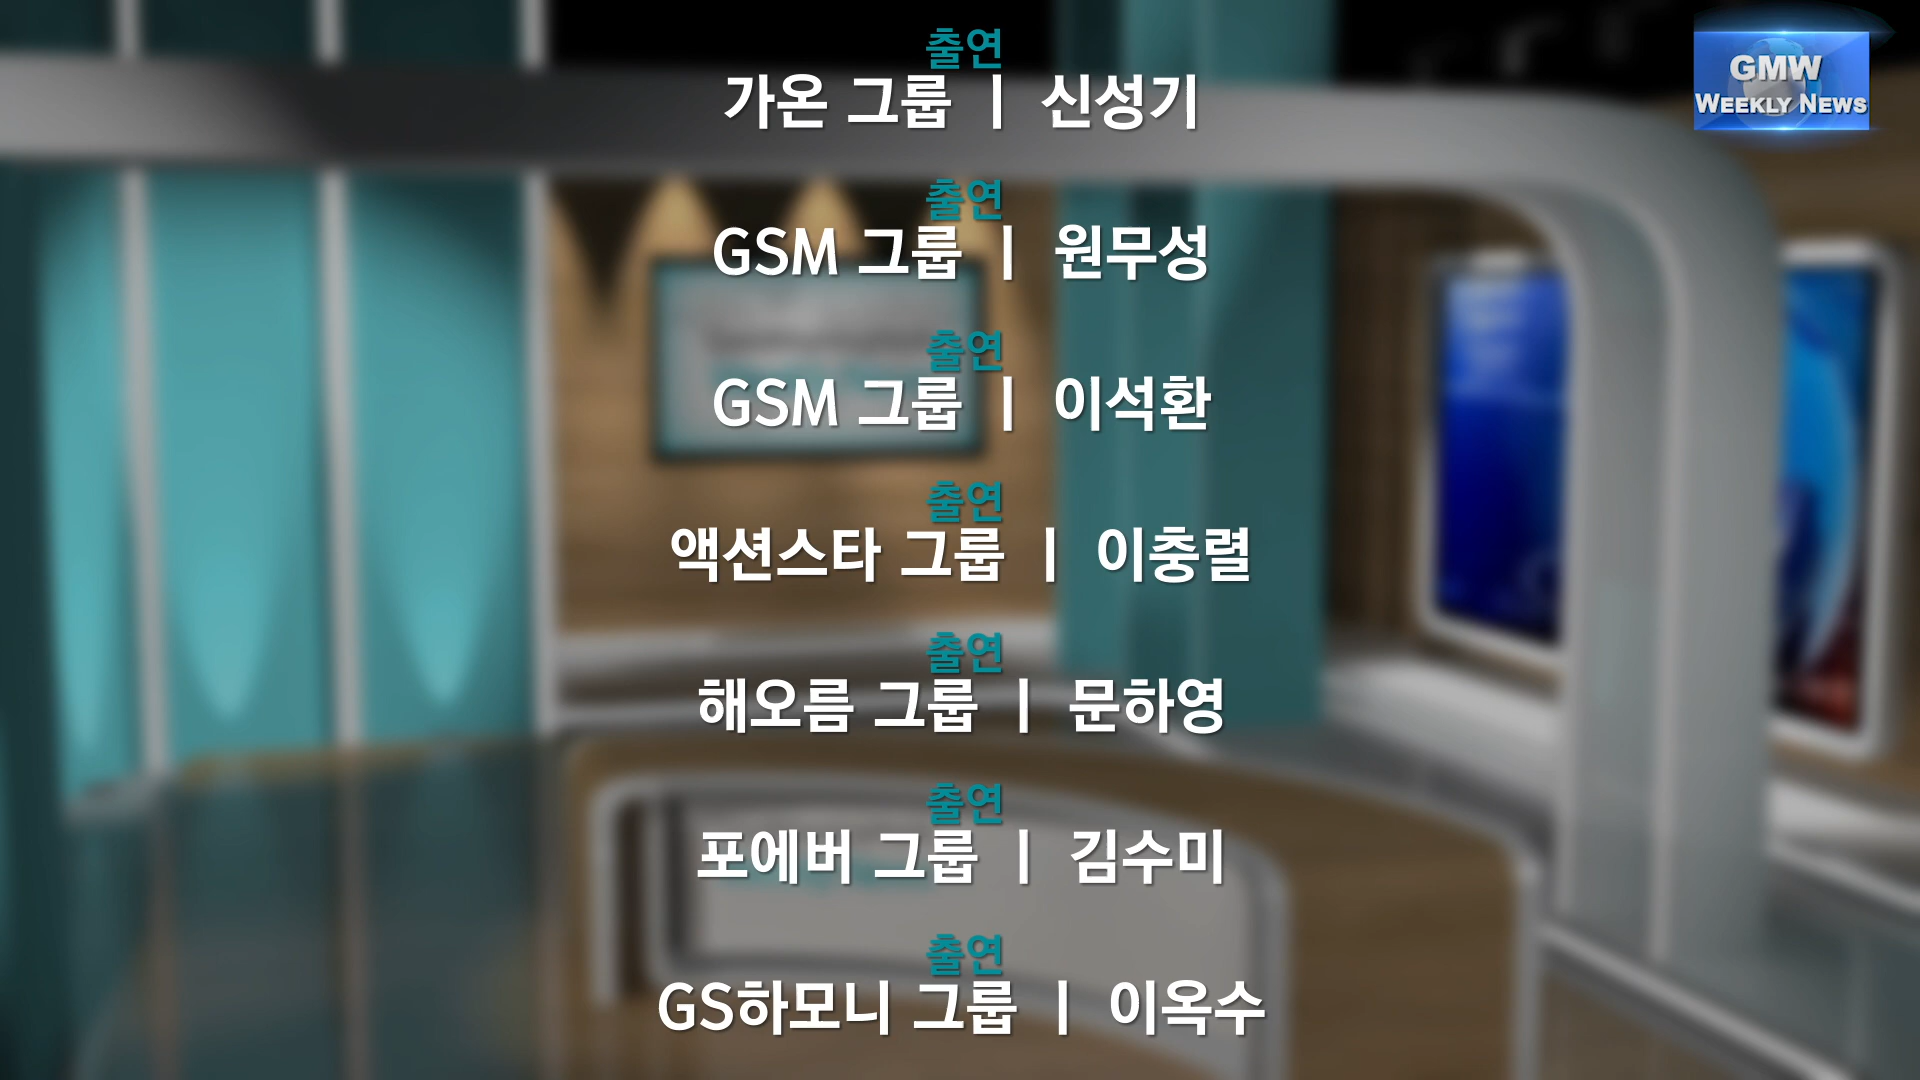 출연
가온 그룹 ㅣ 신성기
출연
GSM 그룹 ㅣ 원무성
출연
GSM 그룹 ㅣ 이석환
출연
액션스타 그룹 ㅣ 이충렬
출연
해오름 그룹 ㅣ 문하영
출연
포에버 그룹 ㅣ 김수미
출연
GS하모니 그룹 ㅣ 이옥수
GMW
WEEKLY NEWS